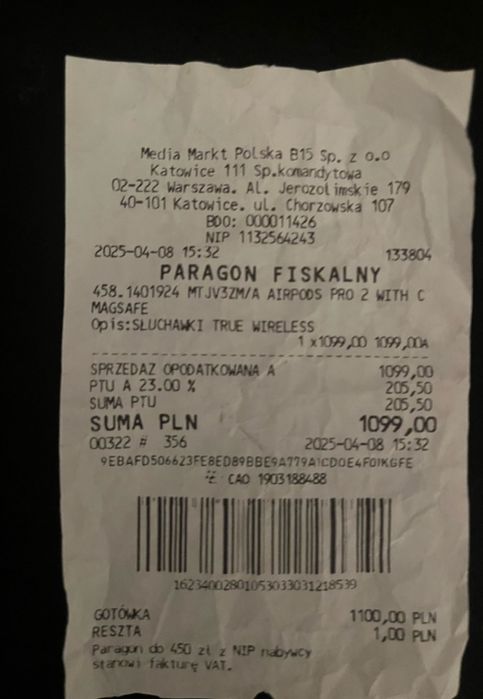 Media Markt Polska B15 Sp. z o.o
Katowice 111 Sp.komandytowa
02-222 Warszawa. Al. Jerozolimskie 179
40-101 Katowice. ul. Chorzowska 107
BDO: 000011426
NIP 1132564243
2025-04-08 15:32 133804
PARAGON FISKALNY
458.1401924 MTJV3ZM/A AIRPODS PRO 2 WITH C
MAGSAFE
Opis:SŁUCHAWKI TRUE WIRELESS
1 x1099,00 1099,00A
SPRZEDAŻ OPODATKOWANA A 1099,00
PTU A 23.00 % 205,50
SUMA PTU 205,50
SUMA PLN 1099,00
00322 # 356 2025-04-08 15:32
CAO 1903188488
GOTÓWKA 1100,00 PLN
RESZTA 1,00 PLN
Paragon do 450 zł z NIP nabywcy
stanowi fakturę VAT.